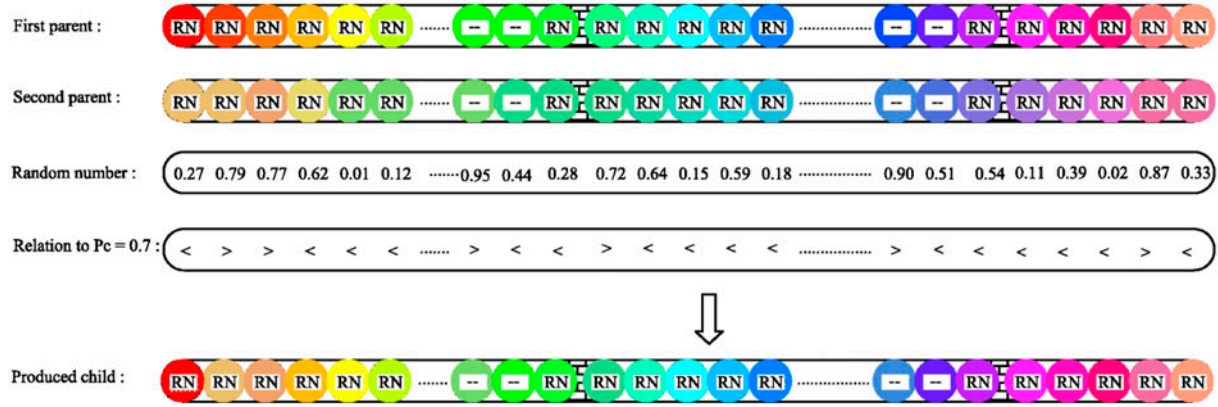 First parent : RN RN RN RN RN RN ...... -- -- RN RN RN RN RN RN ............... -- -- RN RN RN RN RN RN
Second parent : RN RN RN RN RN RN ...... -- -- RN RN RN RN RN RN ............... -- -- RN RN RN RN RN RN
Random number : 0.27 0.79 0.77 0.62 0.01 0.12 ...... 0.95 0.44 0.28 0.72 0.64 0.15 0.59 0.18 ............... 0.90 0.51 0.54 0.11 0.39 0.02 0.87 0.33
Relation to Pc = 0.7 : < > > < < < ...... > < < > < < < < ............... > < < < < < > <
Produced child : RN RN RN RN RN RN ...... -- -- RN RN RN RN RN RN ............... -- -- RN RN RN RN RN RN